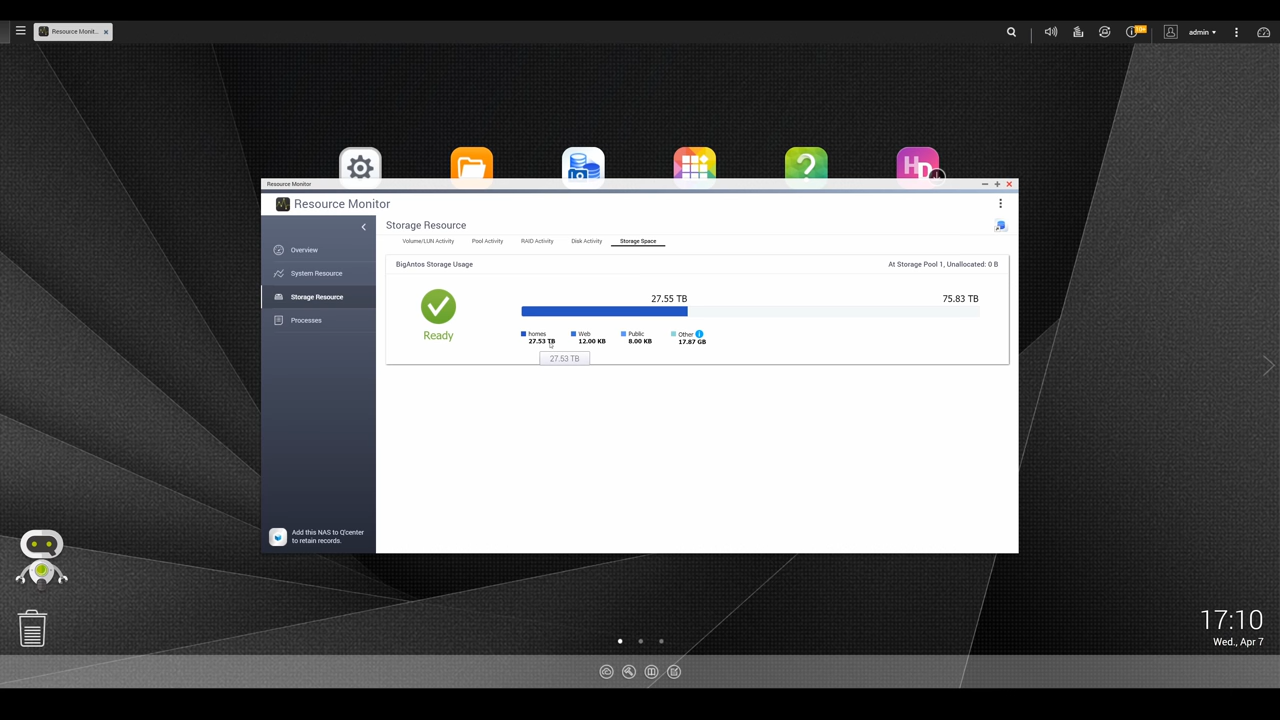 Resource Monit...
10+
admin
HD
Resource Monitor
Resource Monitor
Overview
System Resource
Storage Resource
Processes
Add this NAS to Q'center
to retain records.
Storage Resource
Volume/LUN Activity
Pool Activity
RAID Activity
Disk Activity
Storage Space
BigAntos Storage Usage
At Storage Pool 1, Unallocated: 0 B
Ready
27.55 TB
75.83 TB
homes
27.53 TB
Web
12.00 KB
Public
8.00 KB
Other
17.87 GB
27.53 TB
17:10
Wed., Apr 7